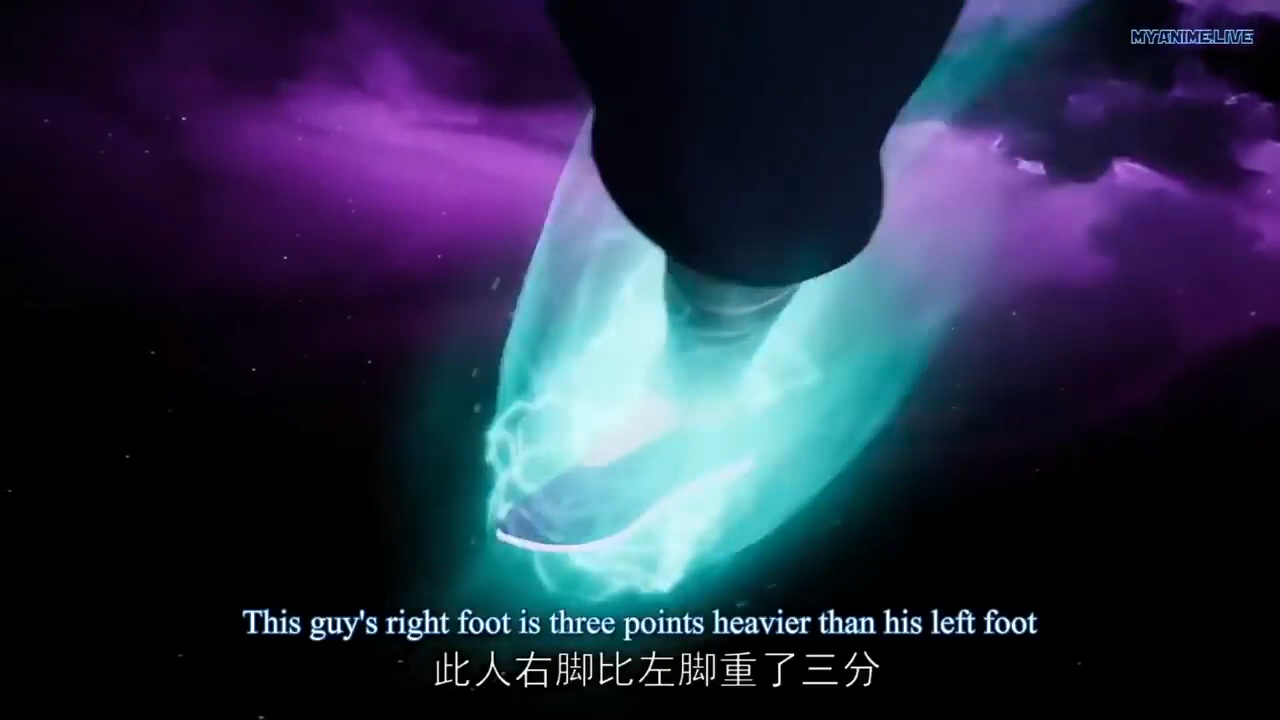 MYANIME.LIVE
This guy's right foot is three points heavier than his left foot
此人右脚比左脚重了三分